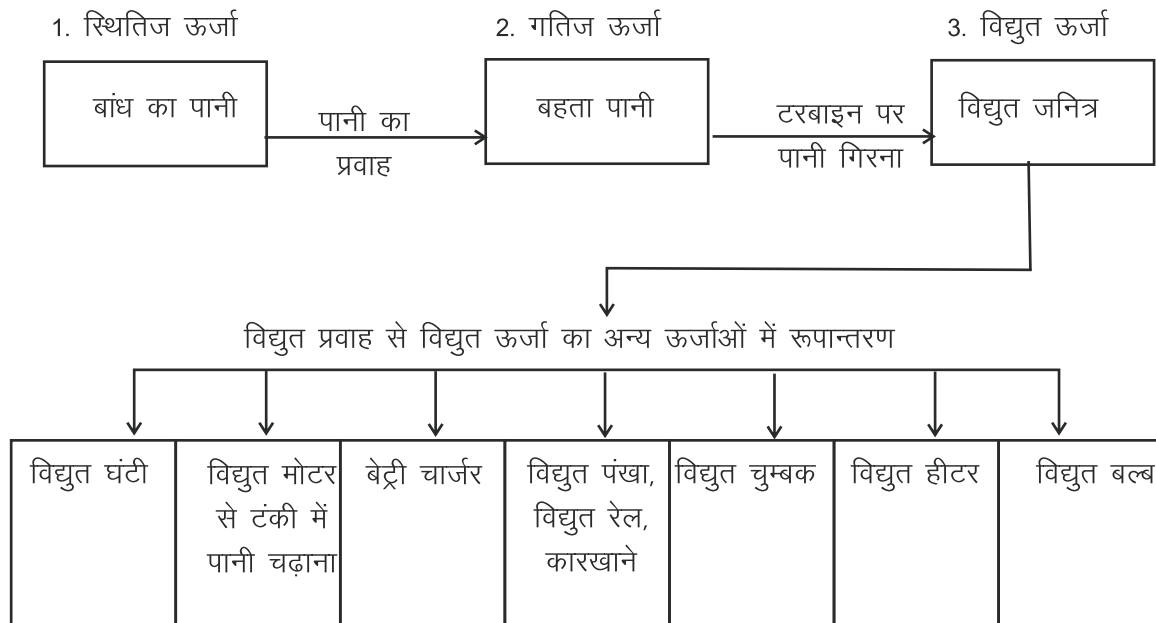 1. स्थितिज ऊर्जा
2. गतिज ऊर्जा
3. विद्युत ऊर्जा
बांध का पानी
पानी का
प्रवाह
बहता पानी
टरबाइन पर
पानी गिरना
विद्युत जनित्र
विद्युत प्रवाह से विद्युत ऊर्जा का अन्य ऊर्जाओं में रूपान्तरण
विद्युत घंटी
विद्युत मोटर
से टंकी में
पानी चढ़ाना
बेट्री चार्जर
विद्युत पंखा,
विद्युत रेल,
कारखाने
विद्युत चुम्बक
विद्युत हीटर
विद्युत बल्ब